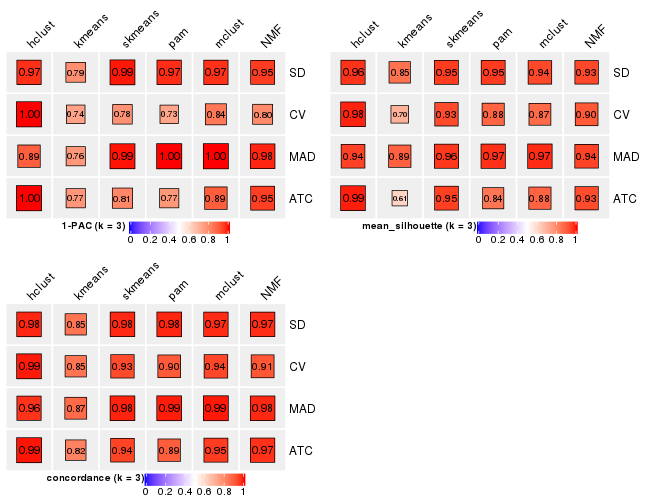 hclust kmeans skmeans pam mclust NMF
0.97 0.79 0.99 0.97 0.97 0.95 SD
1.00 0.74 0.78 0.73 0.84 0.80 CV
0.89 0.76 0.99 1.00 1.00 0.98 MAD
1.00 0.77 0.81 0.77 0.89 0.95 ATC
1-PAC (k = 3)
0 0.2 0.4 0.6 0.8 1
hclust kmeans skmeans pam mclust NMF
0.96 0.85 0.95 0.95 0.94 0.93 SD
0.98 0.70 0.93 0.88 0.87 0.90 CV
0.94 0.89 0.96 0.97 0.97 0.94 MAD
0.99 0.61 0.95 0.84 0.88 0.93 ATC
mean_silhouette (k = 3)
0 0.2 0.4 0.6 0.8 1
hclust kmeans skmeans pam mclust NMF
0.98 0.85 0.98 0.98 0.97 0.97 SD
0.99 0.85 0.93 0.90 0.94 0.91 CV
0.96 0.87 0.98 0.99 0.99 0.98 MAD
0.99 0.82 0.94 0.89 0.95 0.97 ATC
concordance (k = 3)
0 0.2 0.4 0.6 0.8 1